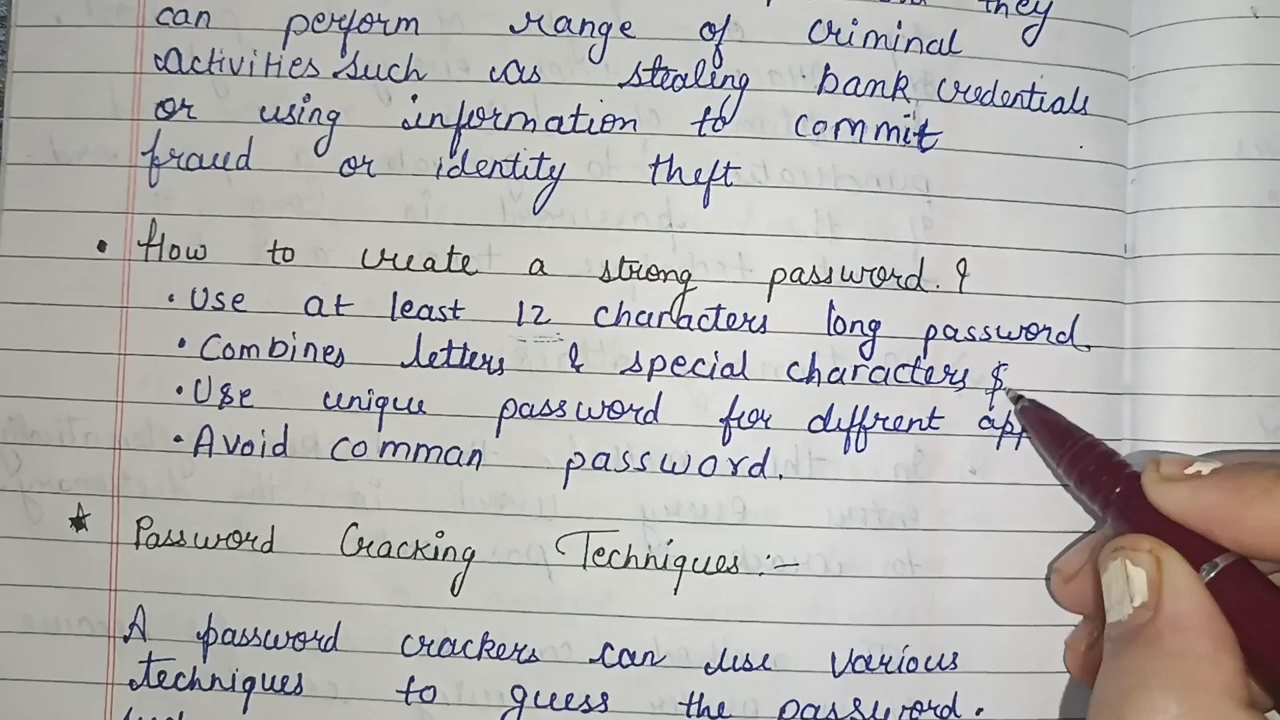 they
can perform range of criminal
activities such as stealing bank credentials
or using information to commit
fraud or identity theft
• How to create a strong password. ?
• Use at least 12 characters long password
• Combines letters & special characters $
• Use unique password for diffrent app
• Avoid comman password.
★ Password Cracking Techniques :-
A password crackers can use various
techniques to guess the password.